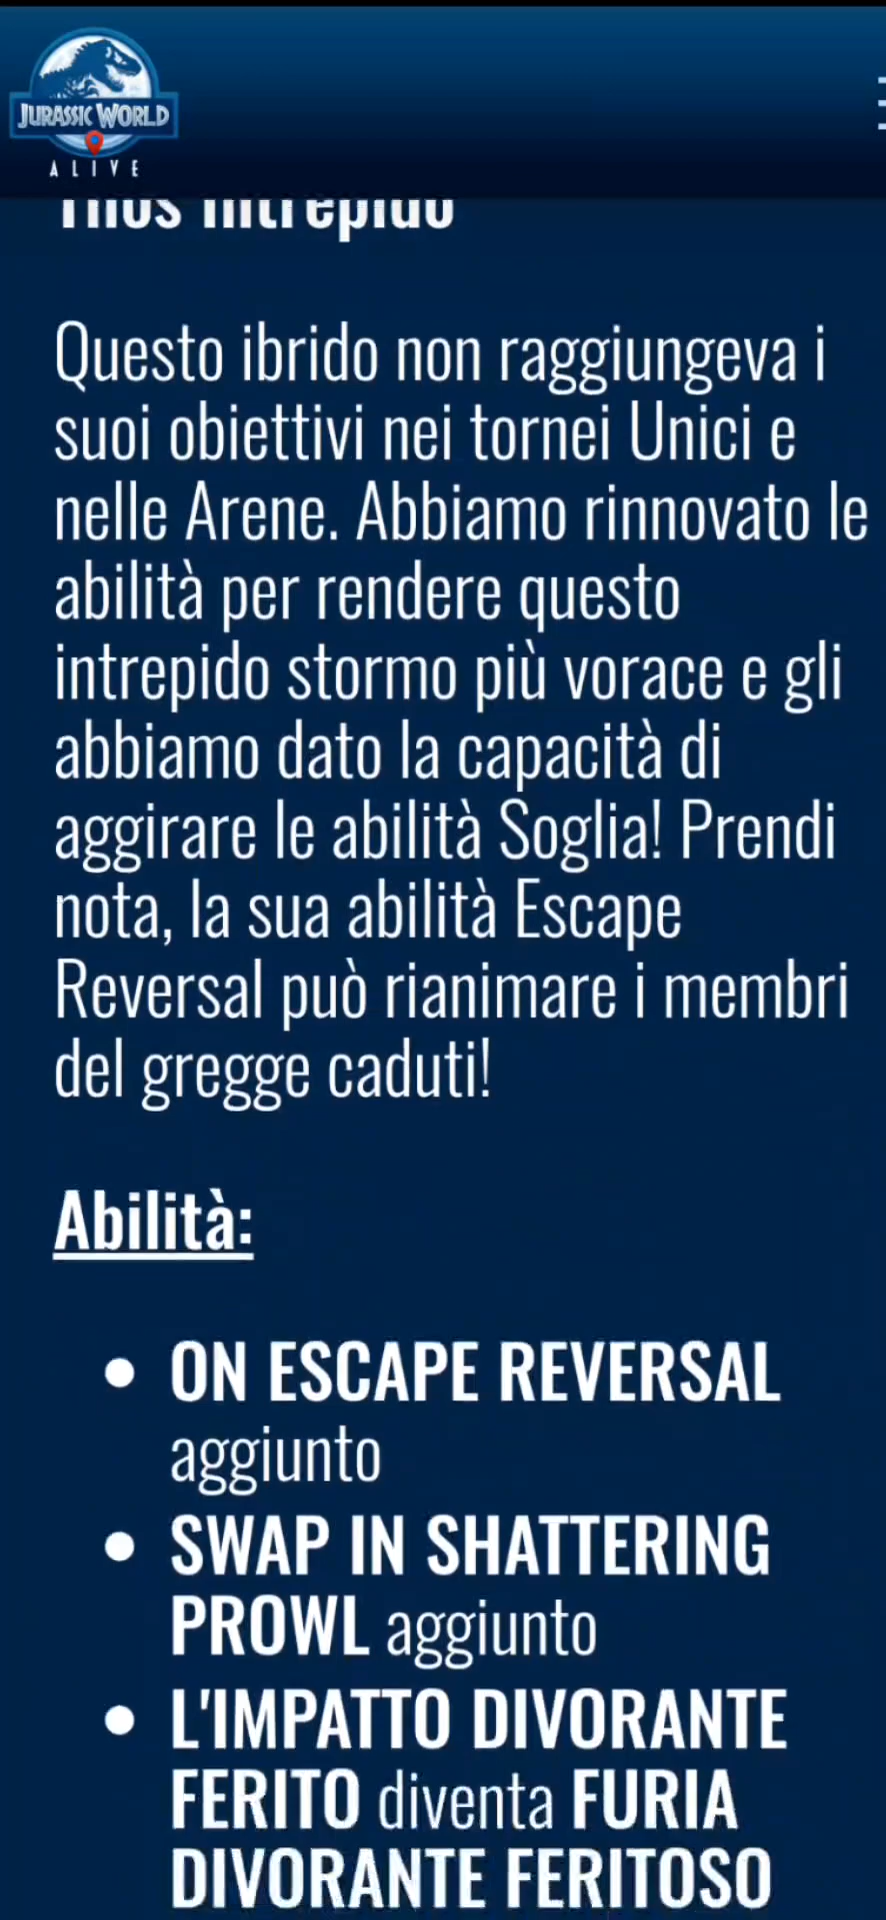 JURASSIC WORLD
ALIVE
intrepido
Questo ibrido non raggiungeva i
suoi obiettivi nei tornei Unici e
nelle Arene. Abbiamo rinnovato le
abilità per rendere questo
intrepido stormo più vorace e gli
abbiamo dato la capacità di
aggirare le abilità Soglia! Prendi
nota, la sua abilità Escape
Reversal può rianimare i membri
del gregge caduti!
Abilità:
• ON ESCAPE REVERSAL
aggiunto
• SWAP IN SHATTERING
PROWL aggiunto
• L'IMPATTO DIVORANTE
FERITO diventa FURIA
DIVORANTE FERITOSO